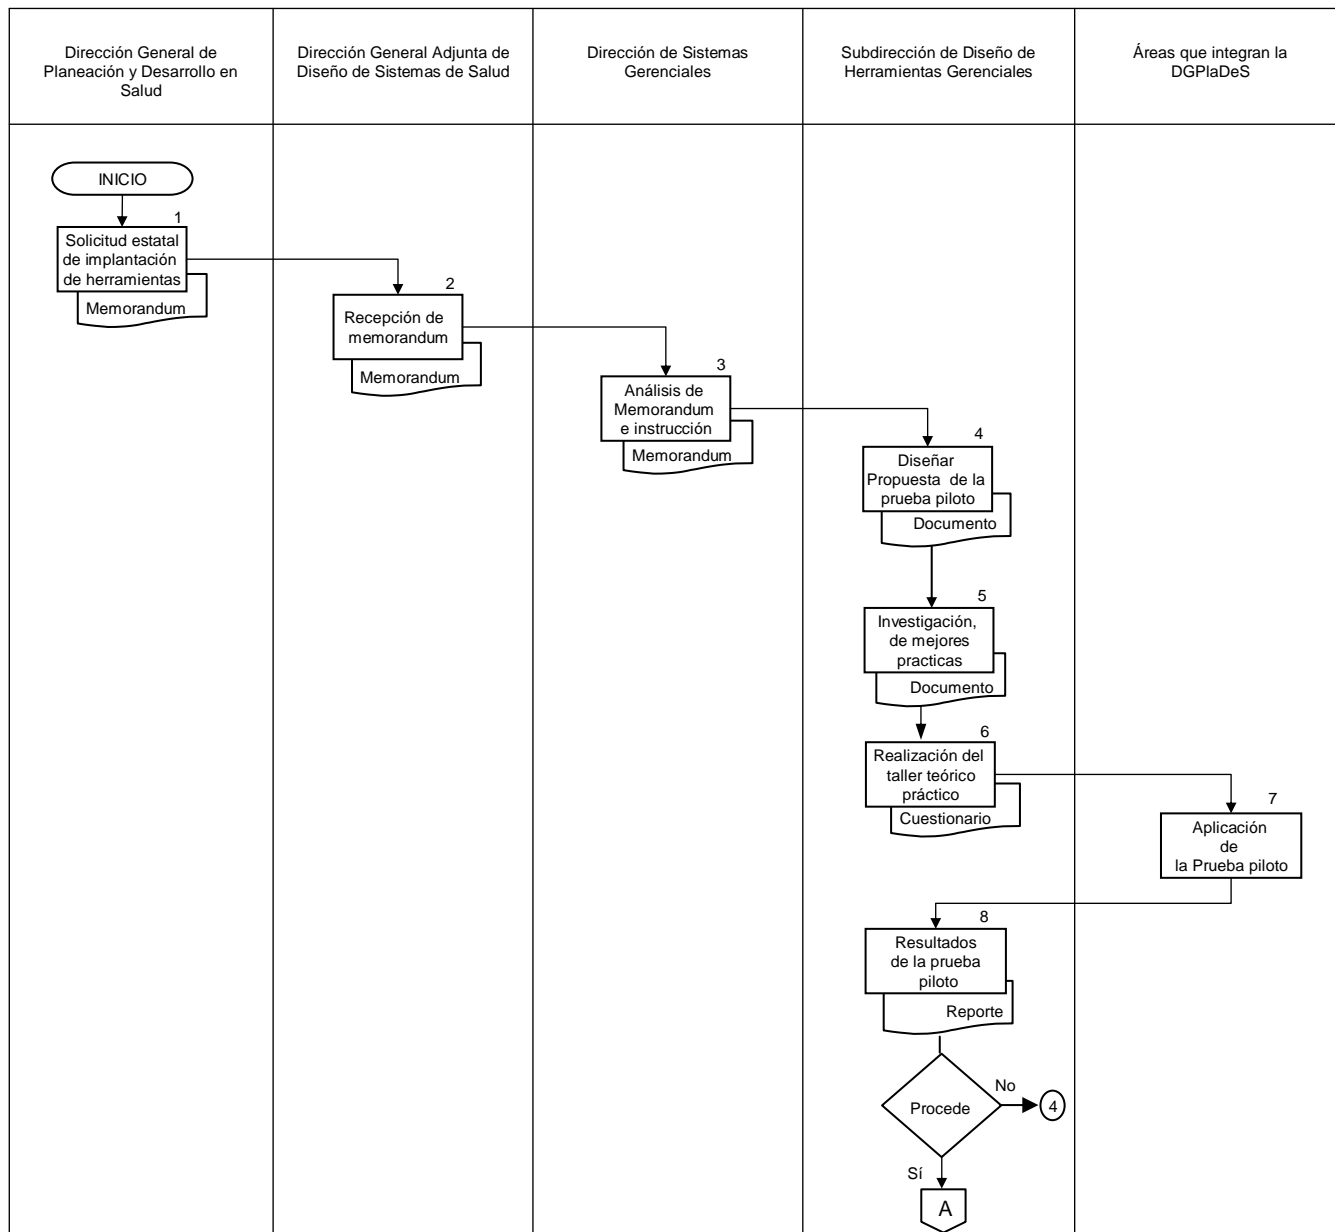 Dirección General de
Planeación y Desarrollo en
Salud
Dirección General Adjunta de
Diseño de Sistemas de Salud
Dirección de Sistemas
Gerenciales
Subdirección de Diseño de
Herramientas Gerenciales
Áreas que integran la
DGPlaDeS
INICIO
1
Solicitud estatal
de implantación
de herramientas
Memorandum
2
Recepción de
memorandum
Memorandum
3
Análisis de
Memorandum
e instrucción
Memorandum
4
Diseñar
Propuesta de la
prueba piloto
Documento
5
Investigación,
de mejores
practicas
Documento
6
Realización del
taller teórico
práctico
Cuestionario
7
Aplicación
de
la Prueba piloto
8
Resultados
de la prueba
piloto
Reporte
Procede
No
4
Sí
A